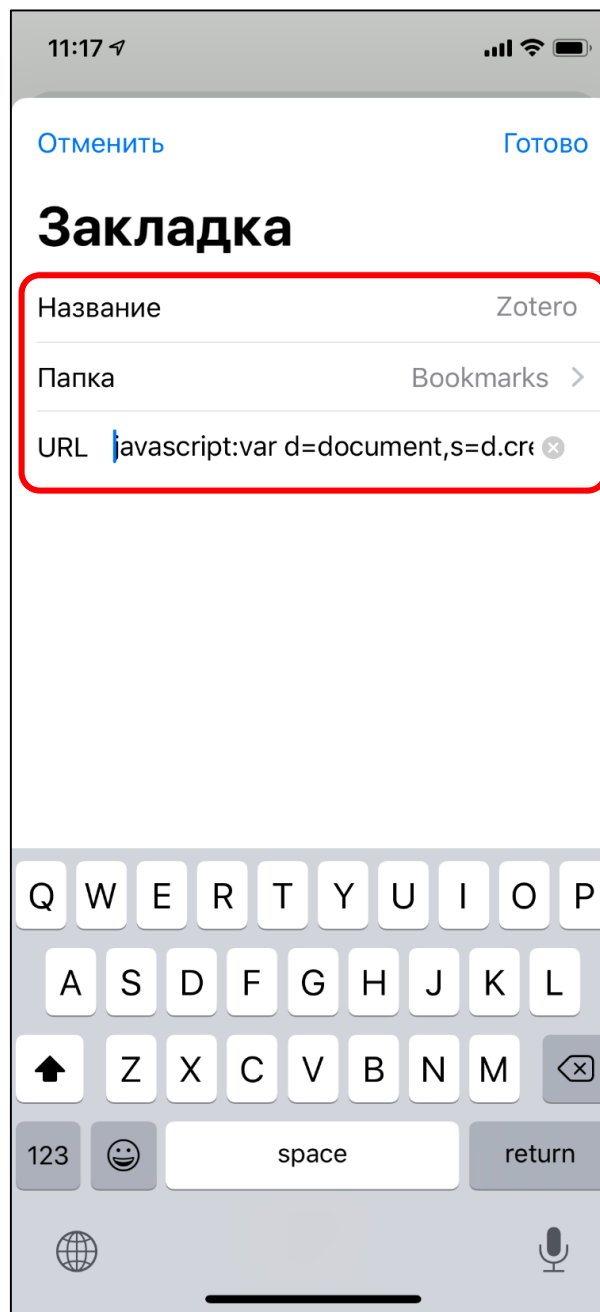 11:17
Отменить Готово
Закладка
Название Zotero
Папка Bookmarks
URL javascript:var d=document,s=d.cre
Q W E R T Y U I O P
A S D F G H J K L
Z X C V B N M
123 space return